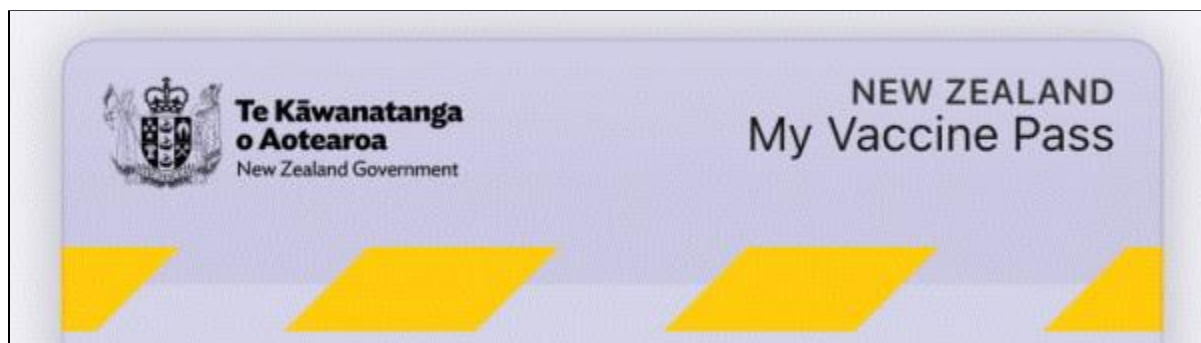 Te Kāwanatanga
o Aotearoa
New Zealand Government
NEW ZEALAND
My Vaccine Pass